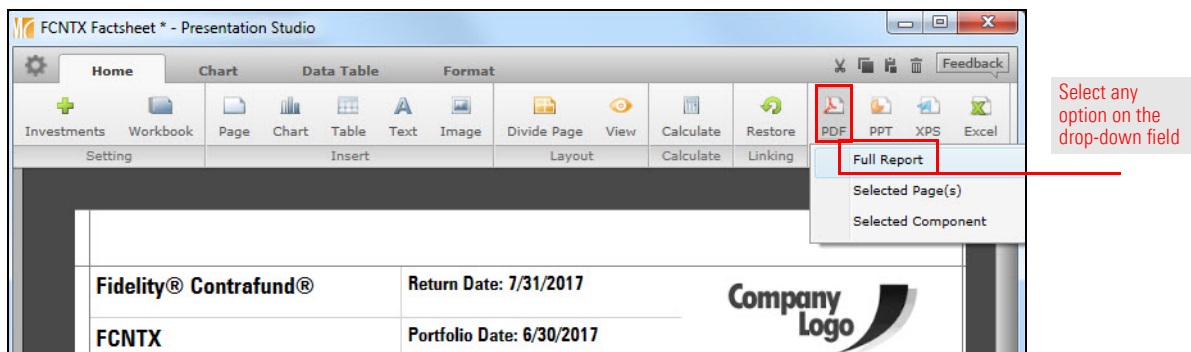 FCNTX Factsheet * - Presentation Studio
Home Chart Data Table Format Feedback
Investments Workbook Page Chart Table Text Image Divide Page View Calculate Restore PDF PPT XPS Excel
Setting Insert Layout Calculate Linking
Full Report
Selected Page(s)
Selected Component
Select any
option on the
drop-down field
Fidelity® Contrafund® Return Date: 7/31/2017
FCNTX Portfolio Date: 6/30/2017
Company
Logo